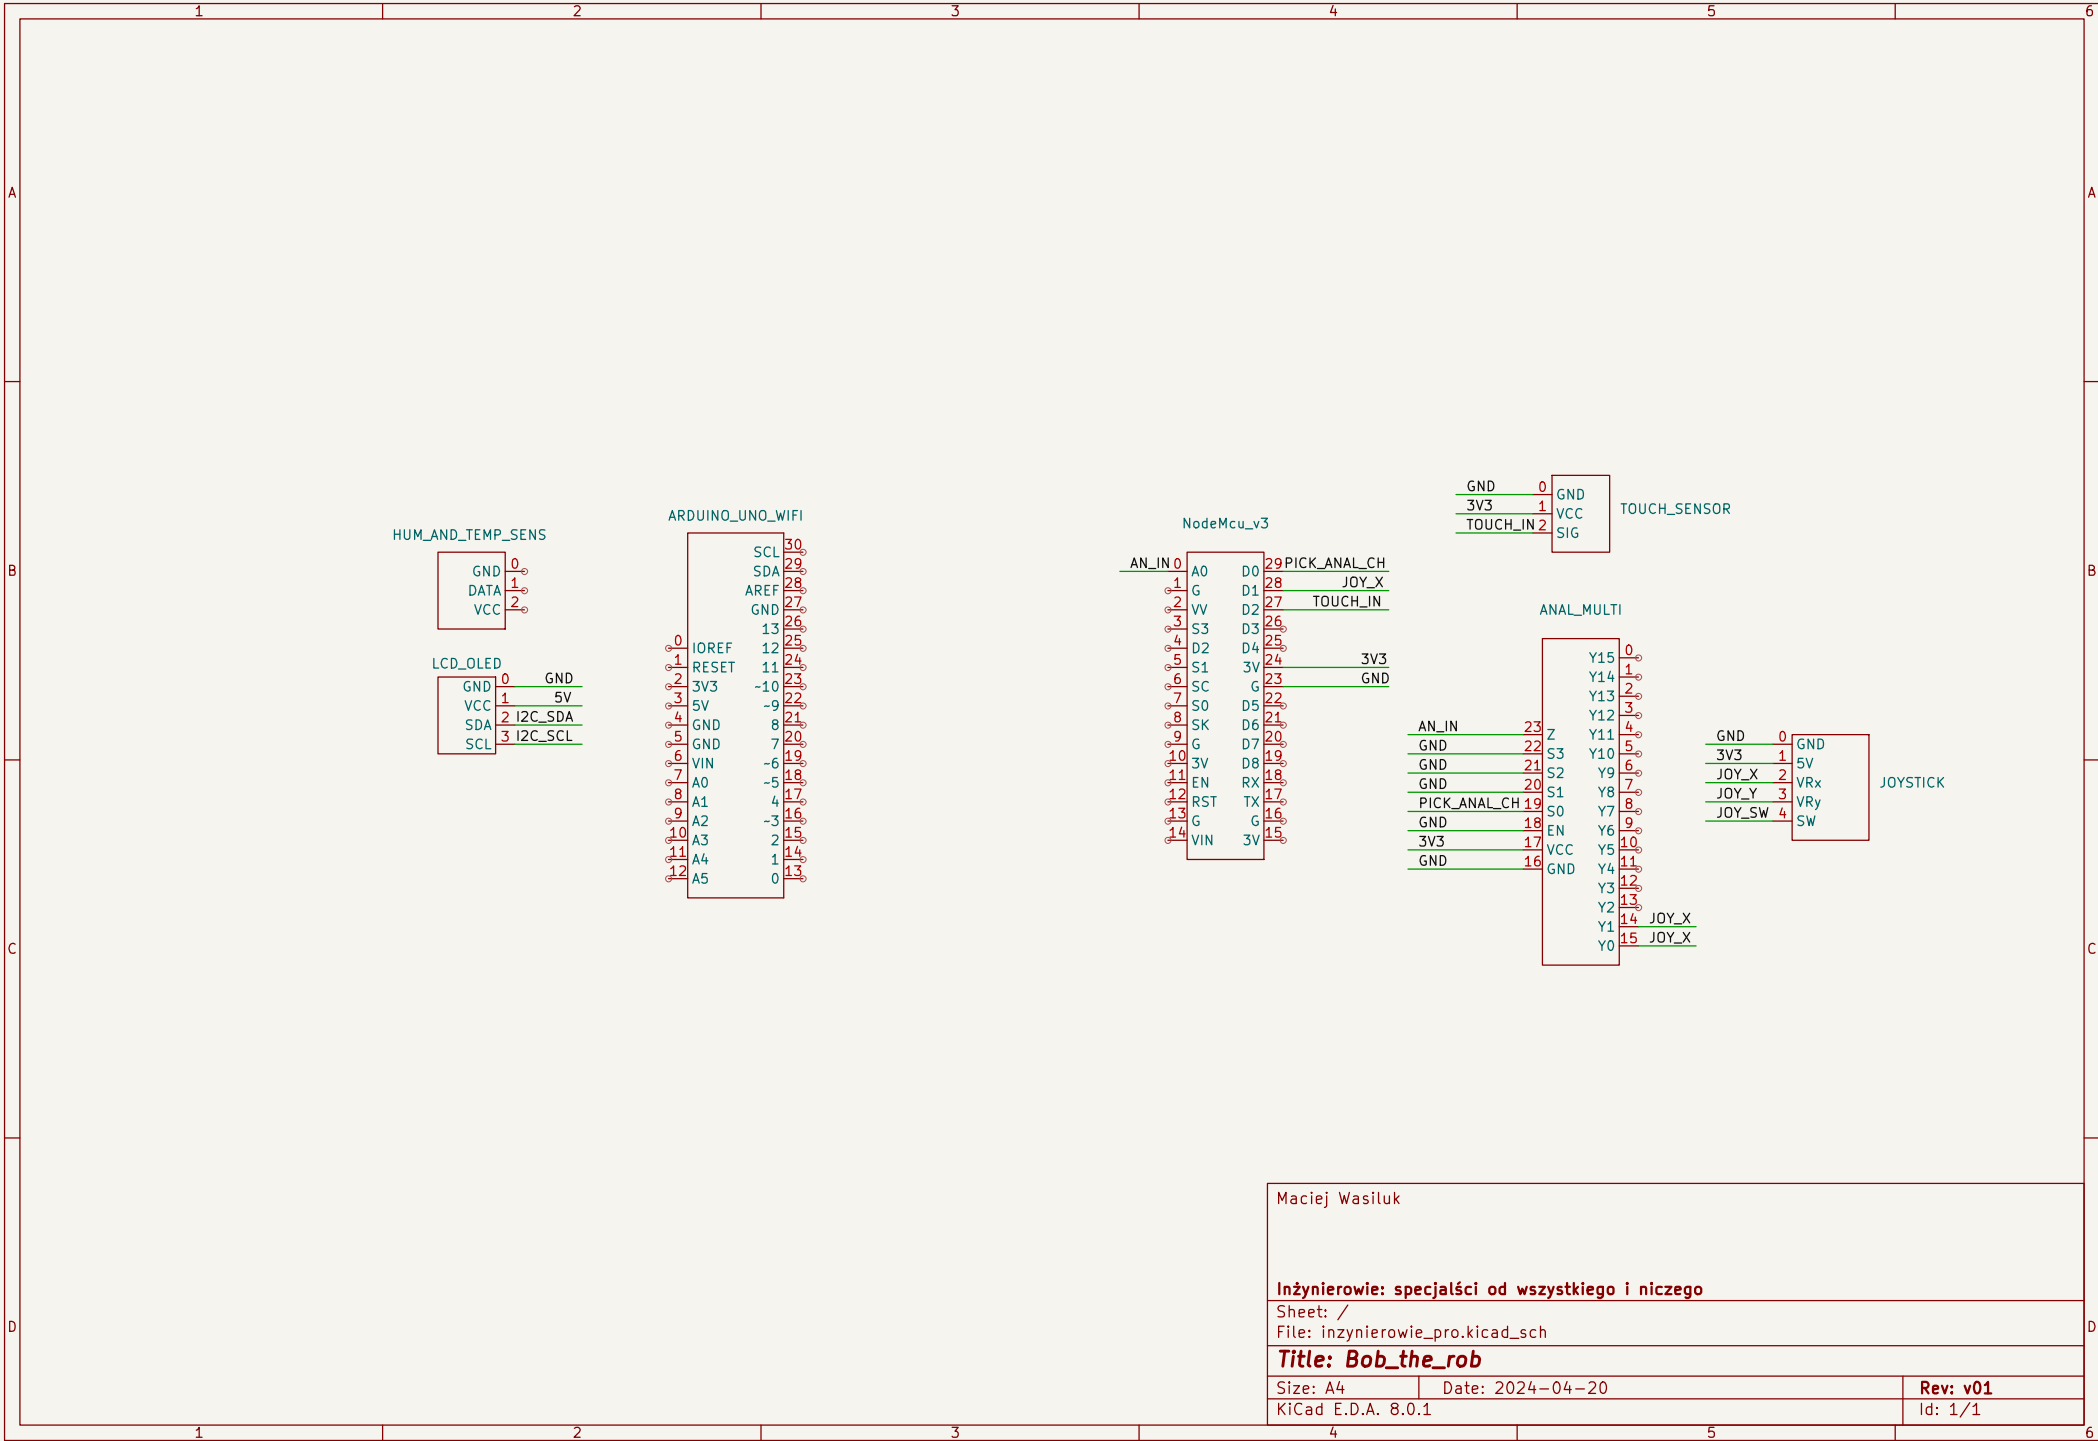 1 2 3 4 5 6
A
B
C
D
A
B
C
D
1 2 3 4 5 6
HUM_AND_TEMP_SENS
GND 0
DATA 1
VCC 2
LCD_OLED
GND 0 GND
VCC 1 5V
SDA 2 I2C_SDA
SCL 3 I2C_SCL
ARDUINO_UNO_WIFI
0 IOREF
1 RESET
2 3V3
3 5V
4 GND
5 GND
6 VIN
7 A0
8 A1
9 A2
10 A3
11 A4
12 A5
SCL 30
SDA 29
AREF 28
GND 27
13 26
12 25
11 24
~10 23
~9 22
8 21
7 20
~6 19
~5 18
4 17
~3 16
2 15
1 14
0 13
NodeMcu_v3
AN_IN 0 A0
1 G
2 VV
3 S3
4 D2
5 S1
6 SC
7 S0
8 SK
9 G
10 3V
11 EN
12 RST
13 G
14 VIN
D0 29 PICK_ANAL_CH
D1 28 JOY_X
D2 27 TOUCH_IN
D3 26
D4 25
3V 24 3V3
G 23 GND
D5 22
D6 21
D7 20
D8 19
RX 18
TX 17
G 16
3V 15
TOUCH_SENSOR
GND 0 GND
3V3 1 VCC
TOUCH_IN 2 SIG
ANAL_MULTI
AN_IN 23 Z
GND 22 S3
GND 21 S2
GND 20 S1
PICK_ANAL_CH 19 S0
GND 18 EN
3V3 17 VCC
GND 16 GND
Y15 0
Y14 1
Y13 2
Y12 3
Y11 4
Y10 5
Y9 6
Y8 7
Y7 8
Y6 9
Y5 10
Y4 11
Y3 12
Y2 13
Y1 14 JOY_X
Y0 15 JOY_X
JOYSTICK
GND 0 GND
3V3 1 5V
JOY_X 2 VRx
JOY_Y 3 VRy
JOY_SW 4 SW
Maciej Wasiluk
Inżynierowie: specjalści od wszystkiego i niczego
Sheet: /
File: inzynierowie_pro.kicad_sch
Title: Bob_the_rob
Size: A4 Date: 2024-04-20 Rev: v01
KiCad E.D.A. 8.0.1 Id: 1/1